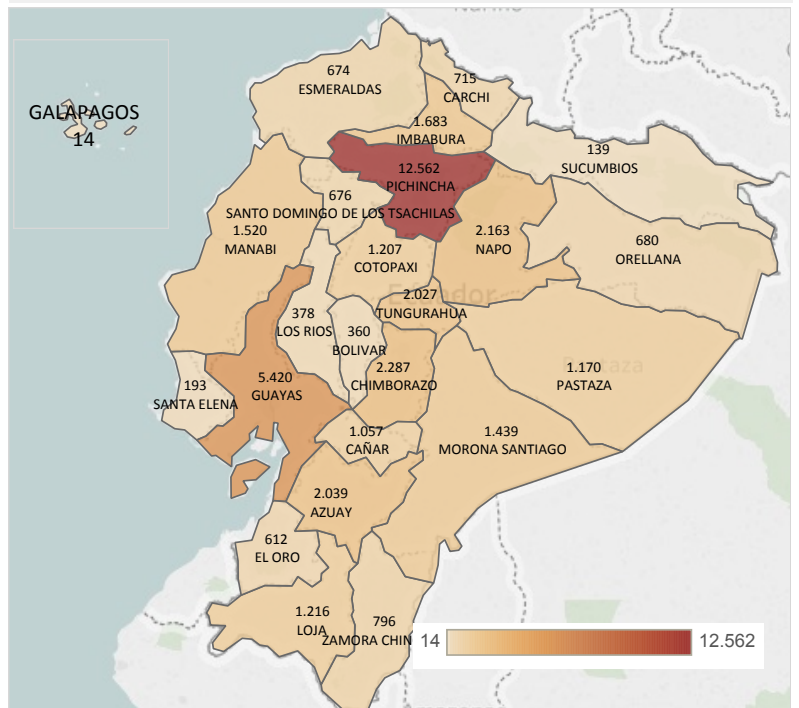 674
ESMERALDAS
715
CARCHI
GALAPAGOS
14
1.683
IMBABURA
139
SUCUMBIOS
12.562
PICHINCHA
676
SANTO DOMINGO DE LOS TSACHILAS
1.520
MANABI
2.163
NAPO
680
ORELLANA
1.207
COTOPAXI
Ecuador
2.027
TUNGURAHUA
378
LOS RIOS
360
BOLIVAR
2.287
CHIMBORAZO
Pastaza
1.170
PASTAZA
193
SANTA ELENA
5.420
GUAYAS
1.057
CAÑAR
1.439
MORONA SANTIAGO
2.039
AZUAY
612
EL ORO
1.216
LOJA
796
ZAMORA CHIN
14
12.562